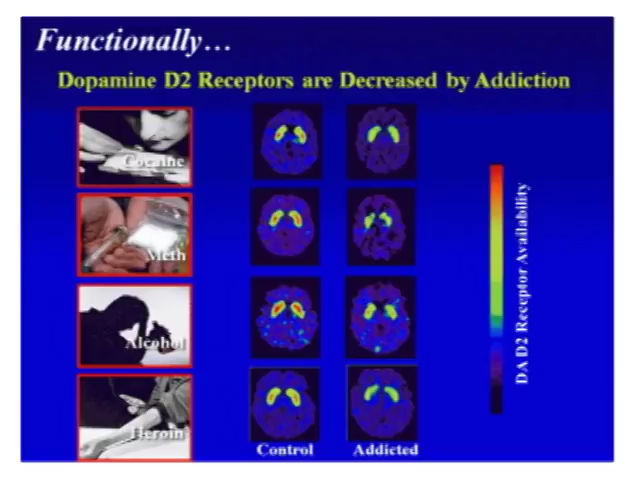 Functionally…
Dopamine D2 Receptors are Decreased by Addiction
Cocaine
Meth
Alcohol
Heroin
Control
Addicted
DA D2 Receptor Availability